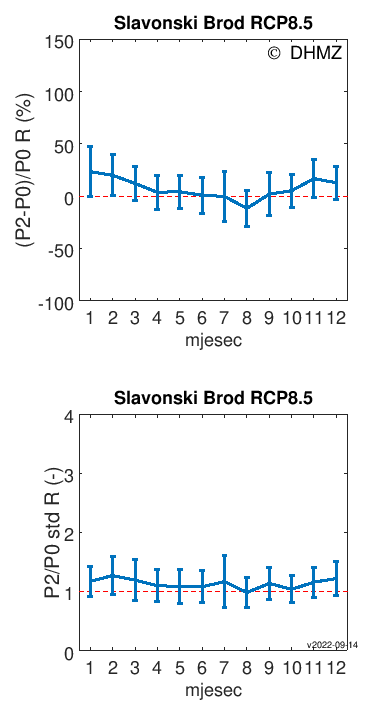 Slavonski Brod RCP8.5
© DHMZ
(P2-P0)/P0 R (%)
150
100
50
0
-50
-100
1 2 3 4 5 6 7 8 9 10 11 12
mjesec
Slavonski Brod RCP8.5
P2/P0 std R (-)
4
3
2
1
0
v2022-09-14
1 2 3 4 5 6 7 8 9 10 11 12
mjesec